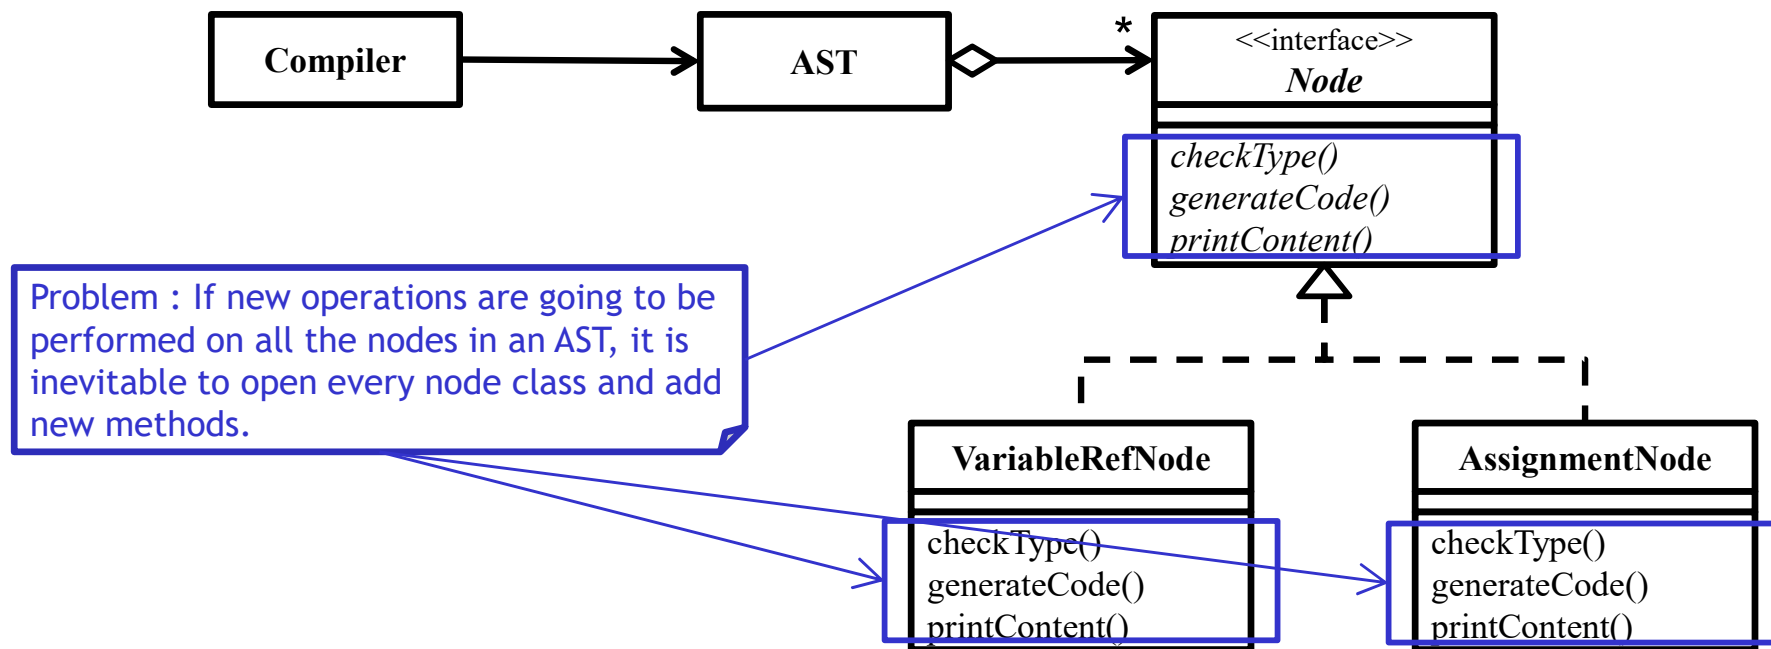 Compiler
AST
*
<<interface>>
Node
checkType()
generateCode()
printContent()
Problem : If new operations are going to be
performed on all the nodes in an AST, it is
inevitable to open every node class and add
new methods.
VariableRefNode
checkType()
generateCode()
printContent()
AssignmentNode
checkType()
generateCode()
printContent()